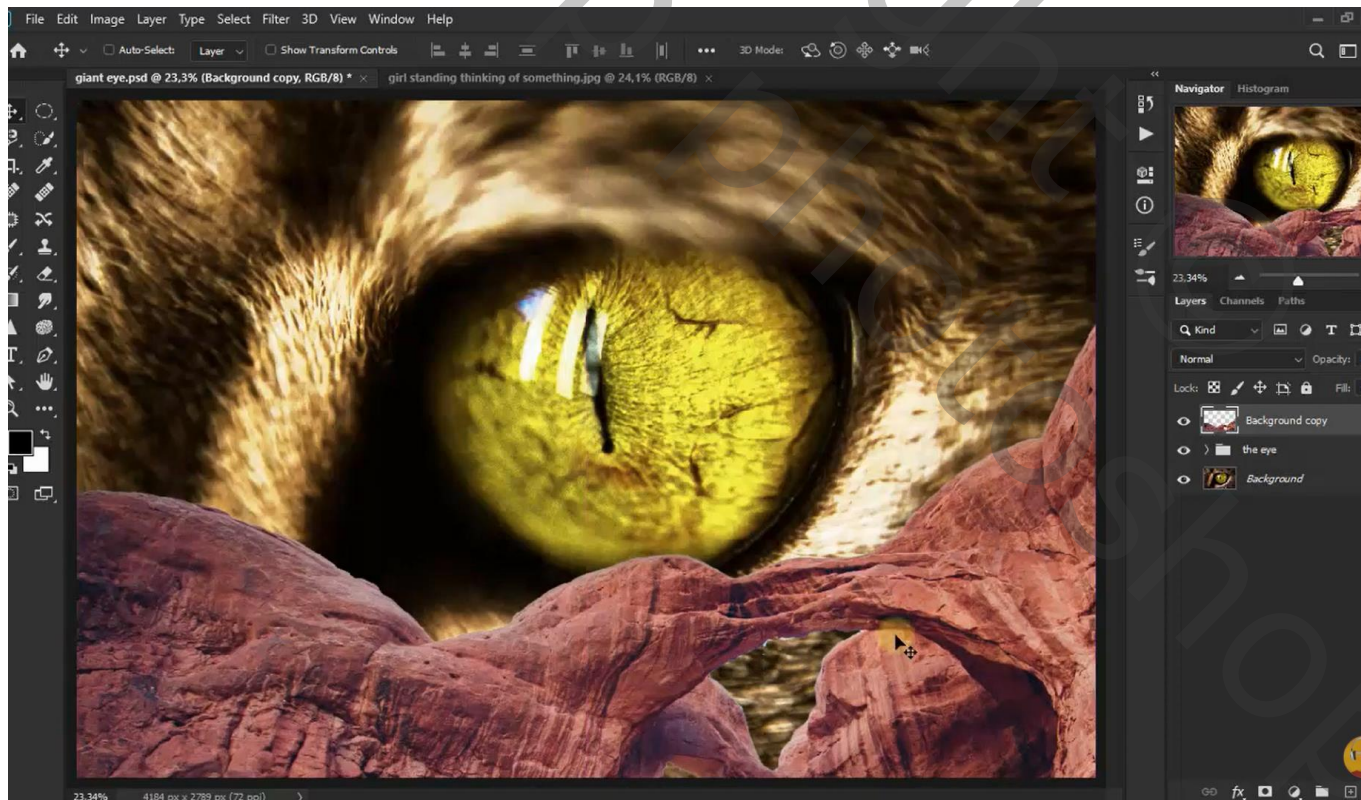 File Edit Image Layer Type Select Filter 3D View Window Help
Auto-Select: Layer Show Transform Controls 3D Mode:
giant eye.psd @ 23,3% (Background copy, RGB/8) * × girl standing thinking of something.jpg @ 24,1% (RGB/8) ×
Navigator Histogram
23.34%
Layers Channels Paths
Kind
Normal Opacity:
Lock: Fill:
Background copy
the eye
Background
fx
23.34% 4184 px x 2789 px (72 ppi)